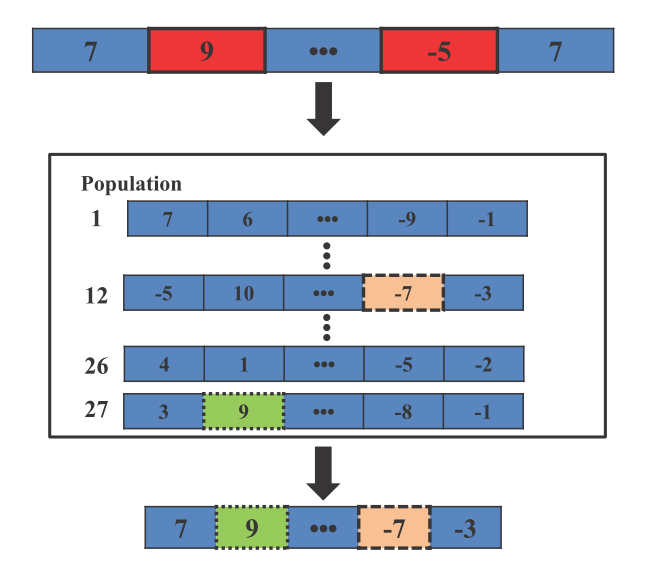 7 9 ••• -5 7
Population
1 7 6 ••• -9 -1
12 -5 10 ••• -7 -3
26 4 1 ••• -5 -2
27 3 9 ••• -8 -1
7 9 ••• -7 -3